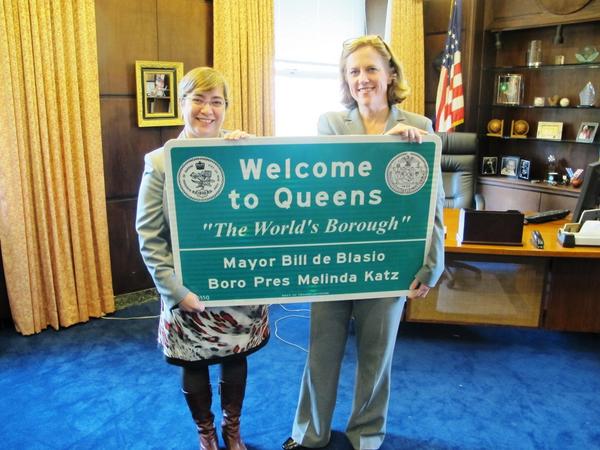 Welcome
to Queens
"The World's Borough"
Mayor Bill de Blasio
Boro Pres Melinda Katz